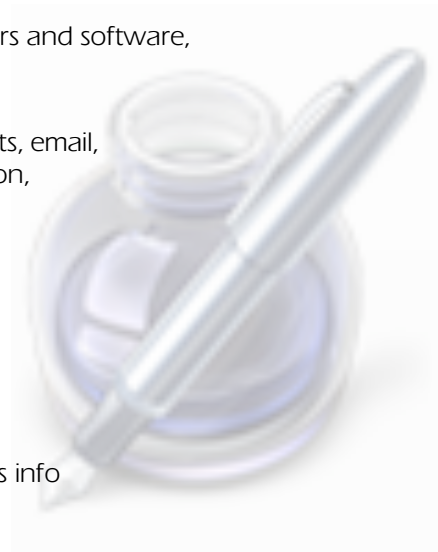 rs and software,
ts, email,
on,
s info